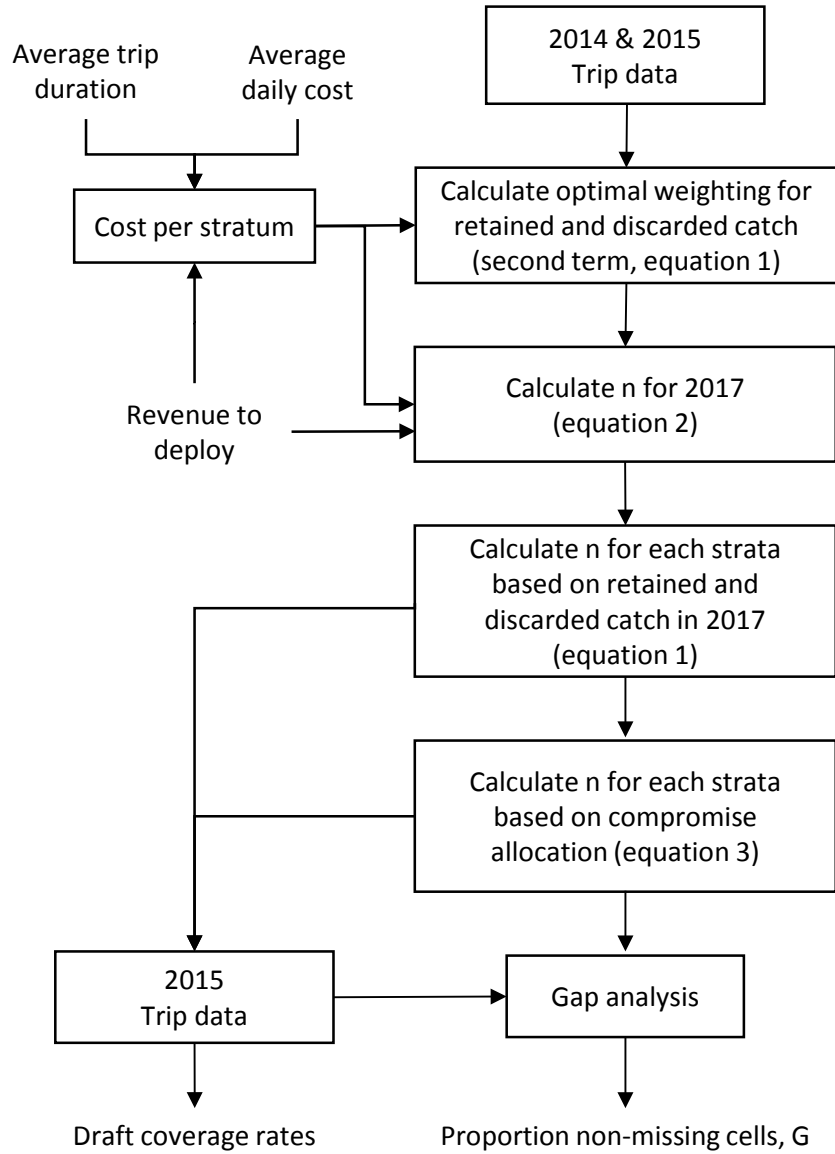 Average trip
duration
Average
daily cost
2014 & 2015
Trip data
Cost per stratum
Calculate optimal weighting for
retained and discarded catch
(second term, equation 1)
Revenue to
deploy
Calculate n for 2017
(equation 2)
Calculate n for each strata
based on retained and
discarded catch in 2017
(equation 1)
Calculate n for each strata
based on compromise
allocation (equation 3)
2015
Trip data
Gap analysis
Draft coverage rates
Proportion non-missing cells, G